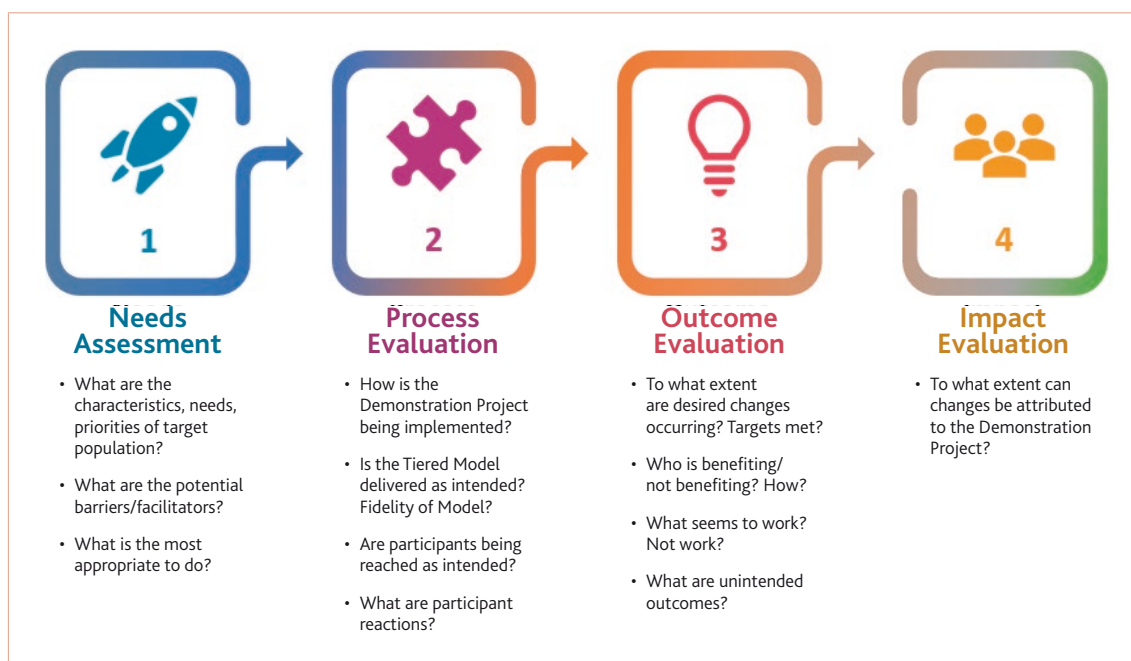 1
Needs
Assessment
• What are the
characteristics, needs,
priorities of target
population?
• What are the potential
barriers/facilitators?
• What is the most
appropriate to do?
2
Process
Evaluation
• How is the
Demonstration Project
being implemented?
• Is the Tiered Model
delivered as intended?
Fidelity of Model?
• Are participants being
reached as intended?
• What are participant
reactions?
3
Outcome
Evaluation
• To what extent
are desired changes
occurring? Targets met?
• Who is benefiting/
not benefiting? How?
• What seems to work?
Not work?
• What are unintended
outcomes?
4
Impact
Evaluation
• To what extent can
changes be attributed
to the Demonstration
Project?